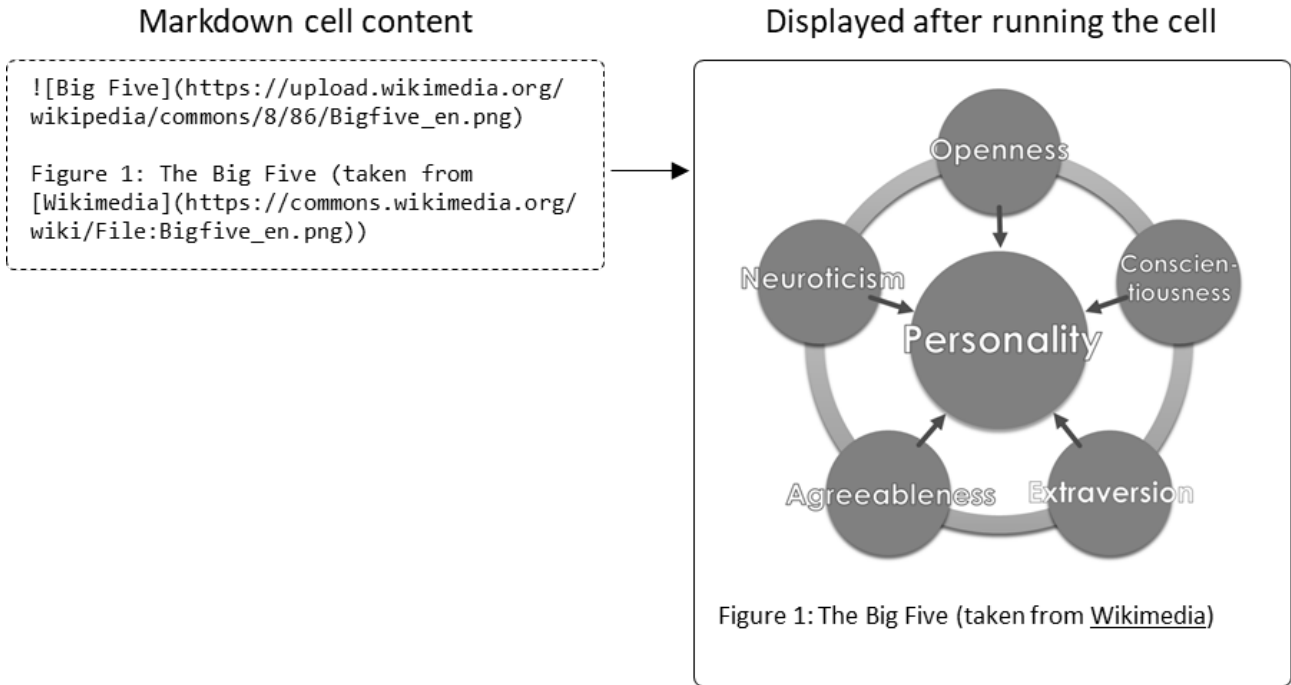 Markdown cell content
Displayed after running the cell
![Big Five](https://upload.wikimedia.org/
wikipedia/commons/8/86/Bigfive_en.png)
Figure 1: The Big Five (taken from
[Wikimedia](https://commons.wikimedia.org/
wiki/File:Bigfive_en.png))
Openness
Neuroticism
Conscien-
tiousness
Personality
Agreeableness
Extraversion
Figure 1: The Big Five (taken from Wikimedia)